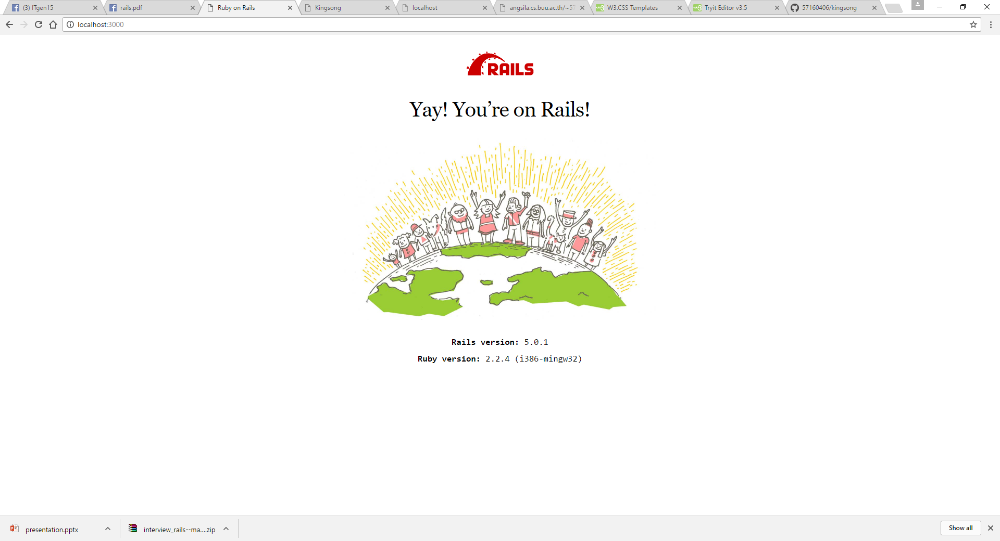 (3) ITgen15
rails.pdf
Ruby on Rails
Kingsong
localhost
angsila.cs.buu.ac.th/~57
W3.CSS Templates
Tryit Editor v3.5
57160406/kingsong
localhost:3000
RAILS
Yay! You’re on Rails!
Rails version: 5.0.1
Ruby version: 2.2.4 (i386-mingw32)
presentation.pptx
interview_rails--ma....zip
Show all